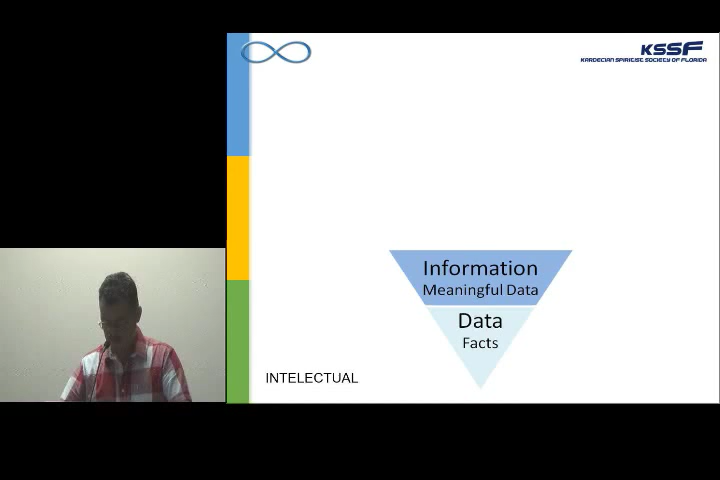 KSSF
KARDECIAN SPIRITIST SOCIETY OF FLORIDA
Information
Meaningful Data
Data
Facts
INTELECTUAL